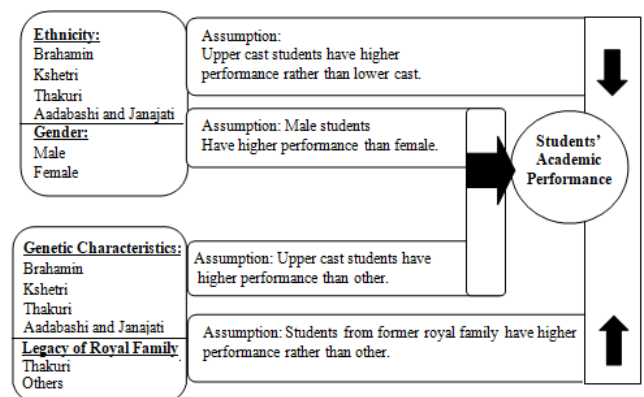 Ethnicity:
Brahamin
Kshetri
Thakuri
Aadabashi and Janajati
Gender:
Male
Female
Assumption:
Upper cast students have higher
performance rather than lower cast.
Assumption: Male students
Have higher performance than female.
Students’
Academic
Performance
Genetic Characteristics:
Brahamin
Kshetri
Thakuri
Aadabashi and Janajati
Legacy of Royal Family
Thakuri
Others
Assumption: Upper cast students have
higher performance than other.
Assumption: Students from former royal family have higher
performance rather than other.